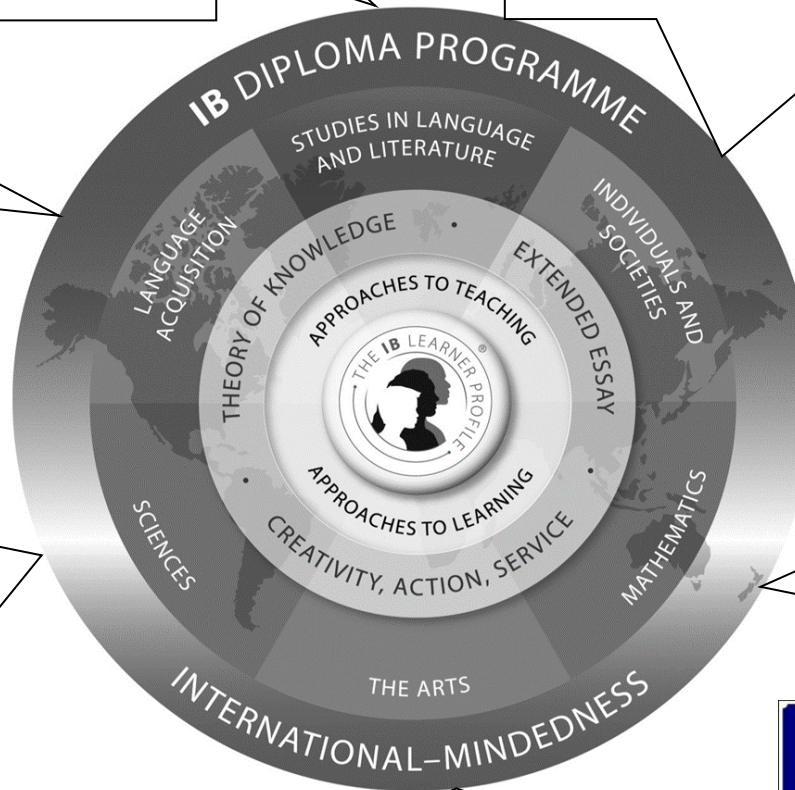 IB DIPLOMA PROGRAMME
STUDIES IN LANGUAGE
AND LITERATURE
LANGUAGE
ACQUISITION
INDIVIDUALS AND
SOCIETIES
THEORY OF KNOWLEDGE
EXTENDED ESSAY
APPROACHES TO TEACHING
THE IB LEARNER PROFILE ®
APPROACHES TO LEARNING
CREATIVITY, ACTION, SERVICE
SCIENCES
MATHEMATICS
THE ARTS
INTERNATIONAL–MINDEDNESS